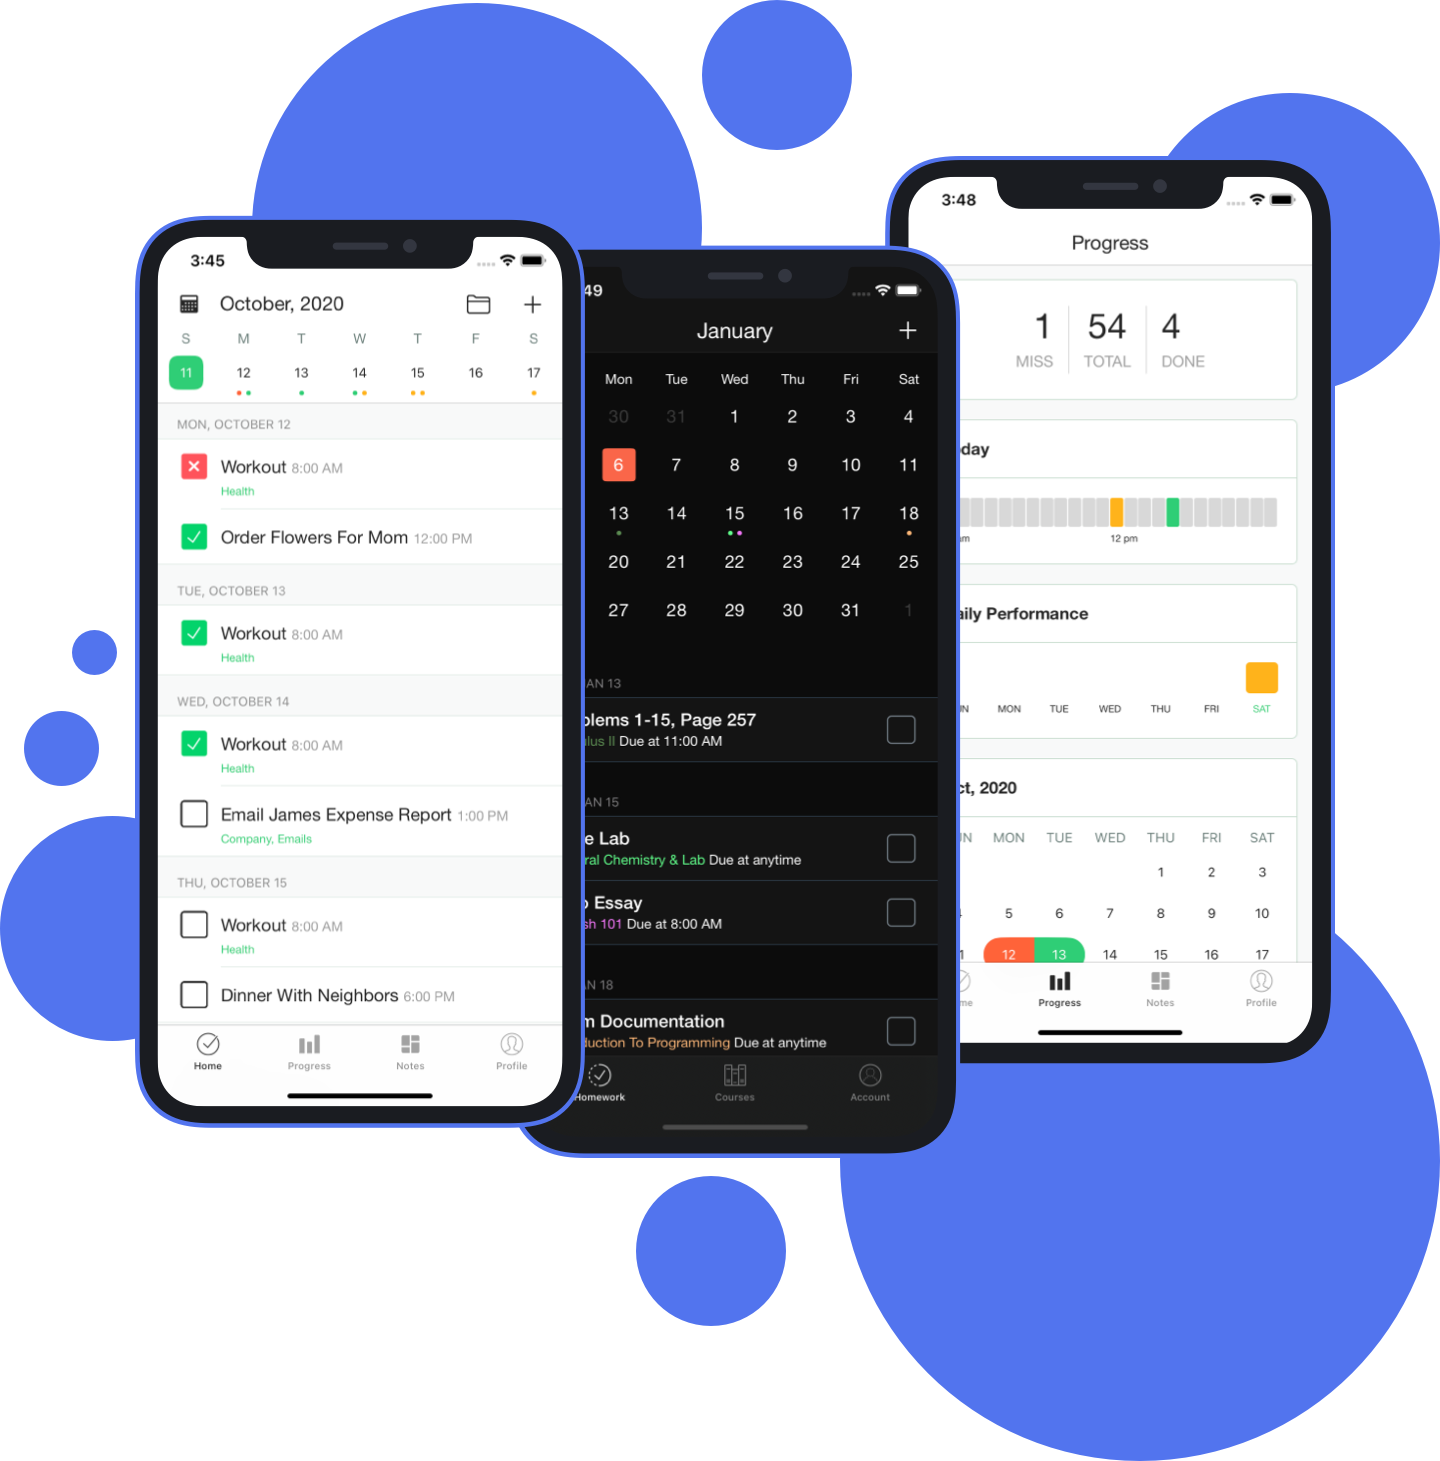 3:45
October, 2020
S M T W T F S
11 12 13 14 15 16 17
MON, OCTOBER 12
Workout 8:00 AM
Health
Order Flowers For Mom 12:00 PM
TUE, OCTOBER 13
Workout 8:00 AM
Health
WED, OCTOBER 14
Workout 8:00 AM
Health
Email James Expense Report 1:00 PM
Company, Emails
THU, OCTOBER 15
Workout 8:00 AM
Health
Dinner With Neighbors 6:00 PM
Home Progress Notes Profile
49
January
Mon Tue Wed Thu Fri Sat
30 31 1 2 3 4
6 7 8 9 10 11
13 14 15 16 17 18
20 21 22 23 24 25
27 28 29 30 31 1
AN 13
blems 1-15, Page 257
lus II Due at 11:00 AM
AN 15
e Lab
ral Chemistry & Lab Due at anytime
Essay
sh 101 Due at 8:00 AM
N 18
m Documentation
duction To Programming Due at anytime
Homework Courses Account
3:48
Progress
1 54 4
MISS TOTAL DONE
day
am 12 pm
aily Performance
N MON TUE WED THU FRI SAT
ct, 2020
N MON TUE WED THU FRI SAT
1 2 3
5 6 7 8 9 10
1 12 13 14 15 16 17
me Progress Notes Profile